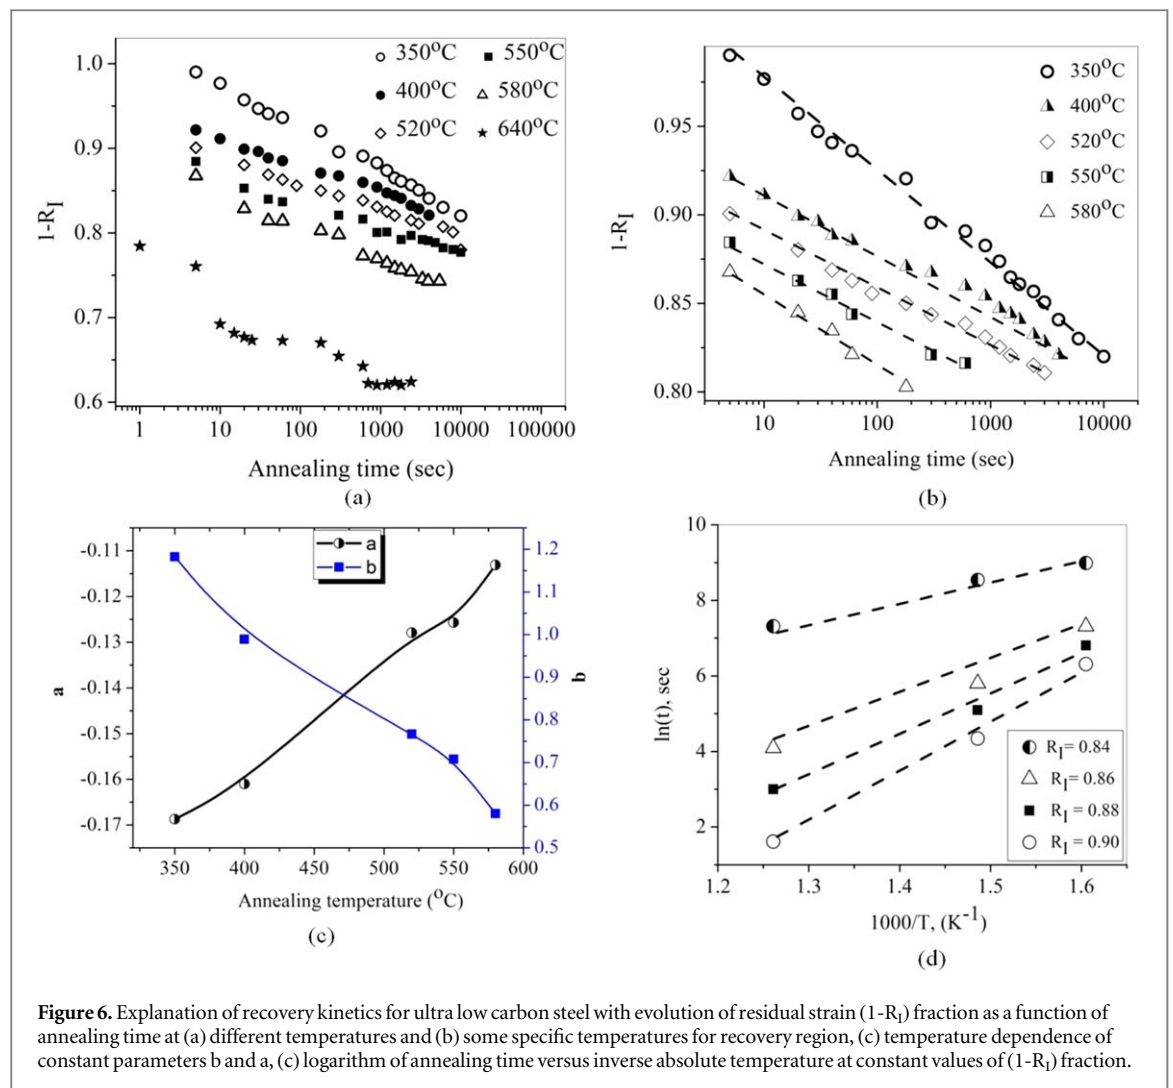 350°C 550°C
400°C 580°C
520°C 640°C
1.0
0.9
0.8
0.7
0.6
1-R_I
1 10 100 1000 10000 100000
Annealing time (sec)
(a)
350°C
400°C
520°C
550°C
580°C
0.95
0.90
0.85
0.80
1-R_I
10 100 1000 10000
Annealing time (sec)
(b)
a
b
-0.11
-0.12
-0.13
-0.14
-0.15
-0.16
-0.17
a
1.2
1.1
1.0
0.9
0.8
0.7
0.6
0.5
b
350 400 450 500 550 600
Annealing temperature (°C)
(c)
10
8
6
4
2
ln(t), sec
R_I= 0.84
R_I= 0.86
R_I = 0.88
R_I = 0.90
1.2 1.3 1.4 1.5 1.6
1000/T, (K⁻¹)
(d)
Figure 6. Explanation of recovery kinetics for ultra low carbon steel with evolution of residual strain (1-R_I) fraction as a function of
annealing time at (a) different temperatures and (b) some specific temperatures for recovery region, (c) temperature dependence of
constant parameters b and a, (c) logarithm of annealing time versus inverse absolute temperature at constant values of (1-R_I) fraction.